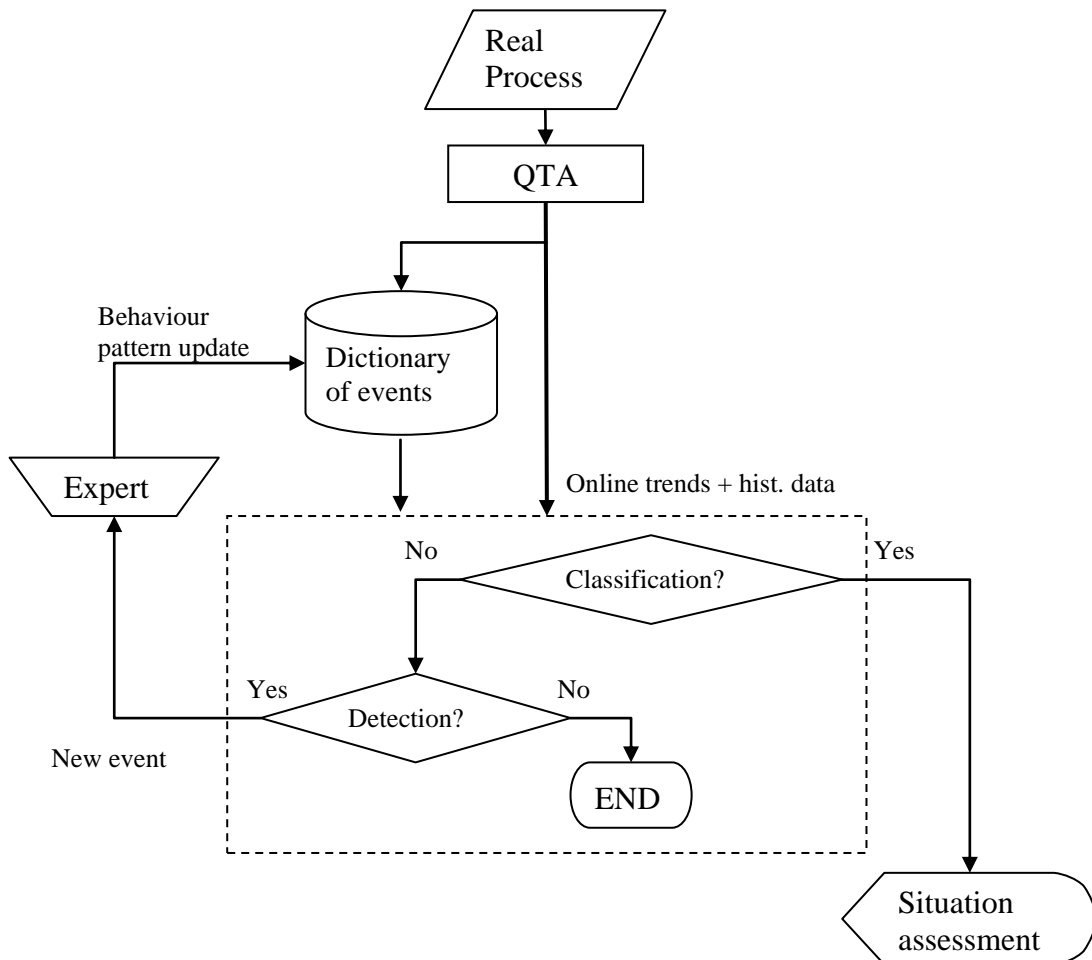 Real
Process
QTA
Behaviour
pattern update
Dictionary
of events
Expert
Online trends + hist. data
No
Yes
Classification?
Yes
No
Detection?
New event
END
Situation
assessment